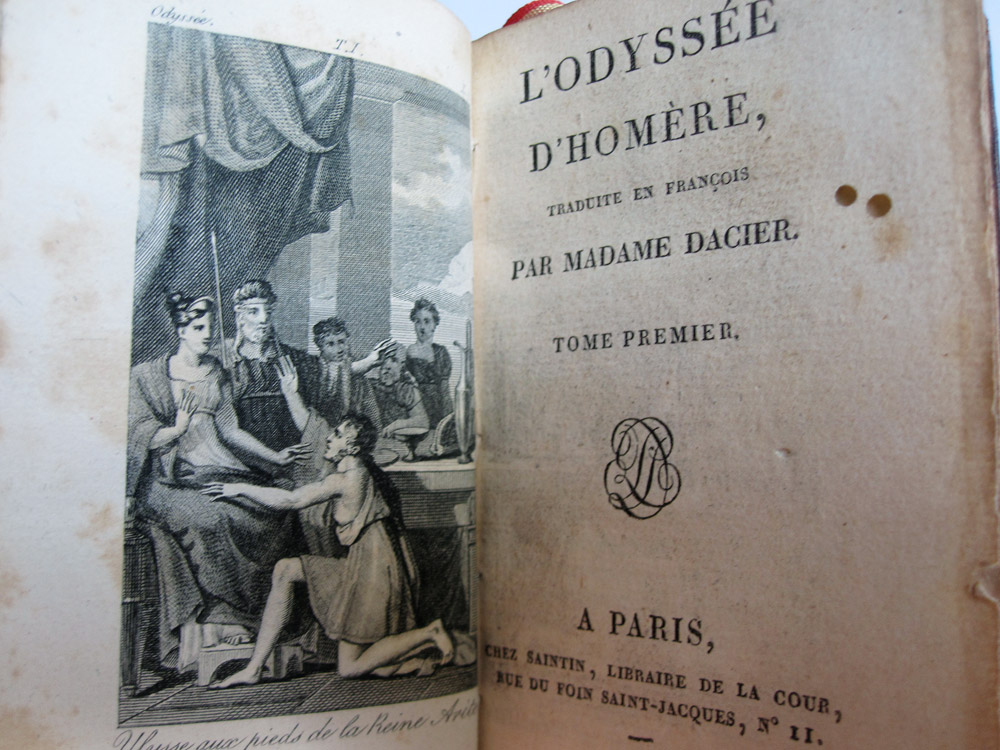 Odyssée.
T. I.
Ulysse aux pieds de la Reine
L'ODYSSÉE
D'HOMÈRE,
TRADUITE EN FRANÇOIS
PAR MADAME DACIER.
TOME PREMIER.
A PARIS,
CHEZ SAINTIN, LIBRAIRE DE LA COUR,
RUE DU FOIN SAINT-JACQUES, N° 11.